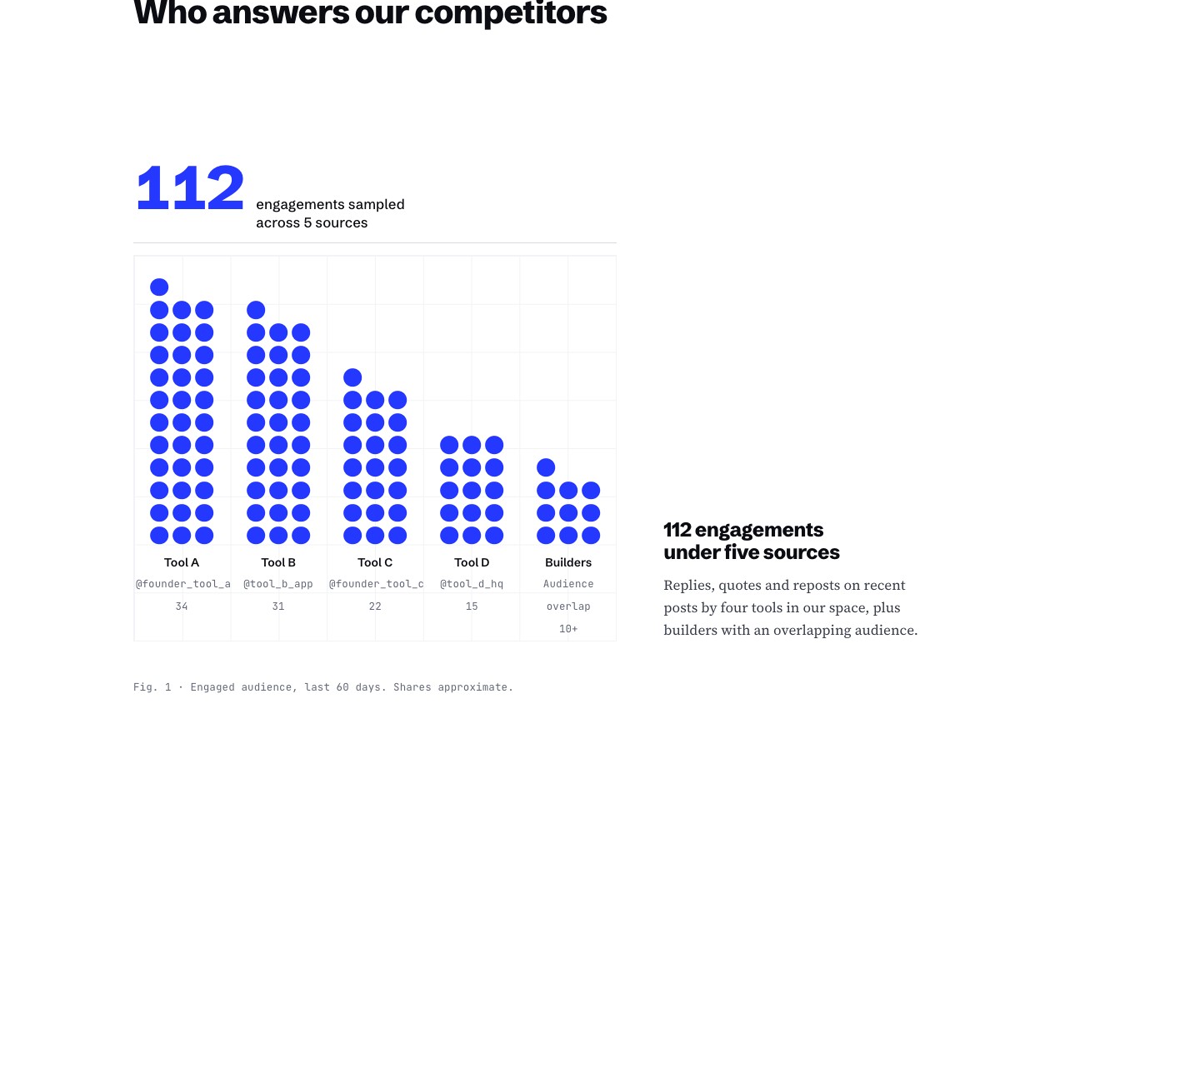 Who answers our competitors
112
engagements sampled
across 5 sources
Tool A
@founder_tool_a
34
Tool B
@tool_b_app
31
Tool C
@founder_tool_c
22
Tool D
@tool_d_hq
15
Builders
Audience
overlap
10+
112 engagements
under five sources
Replies, quotes and reposts on recent
posts by four tools in our space, plus
builders with an overlapping audience.
Fig. 1 · Engaged audience, last 60 days. Shares approximate.